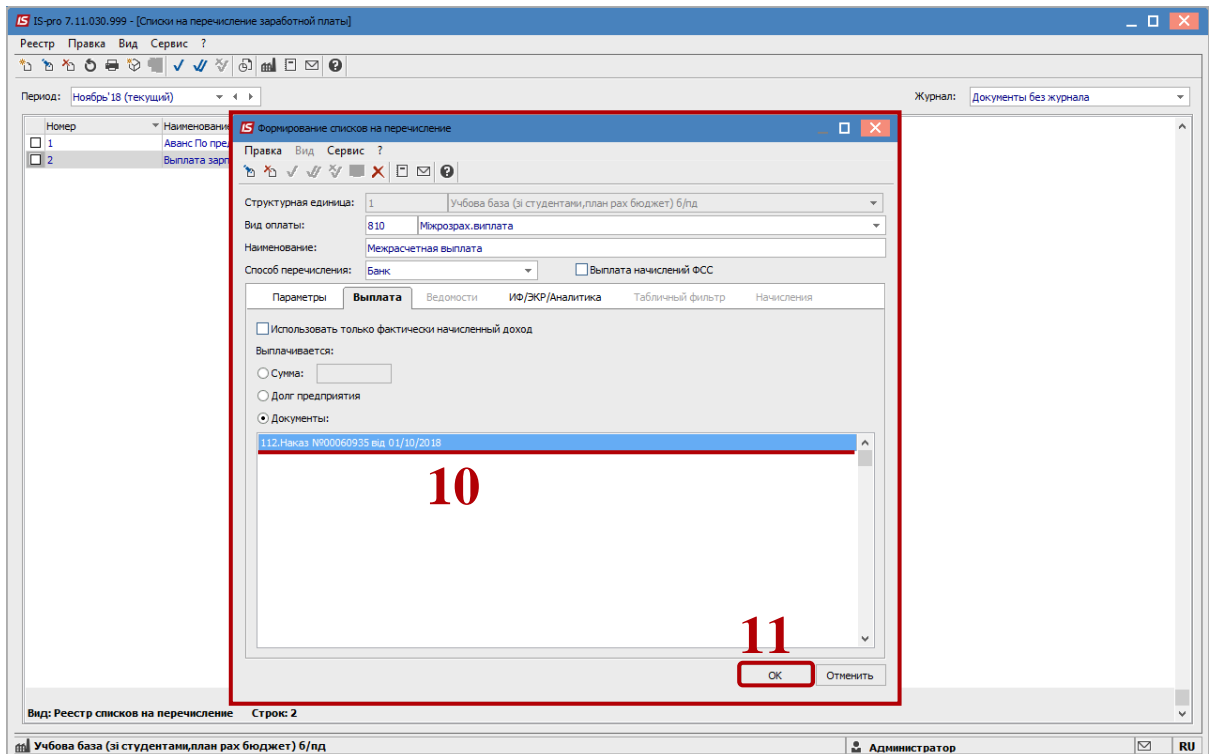 IS-pro 7.11.030.999 - [Списки на перечисление заработной платы]
Реестр Правка Вид Сервис ?
Период: Ноябрь'18 (текущий) Журнал: Документы без журнала
Номер Наименование
1 Аванс По пред
2 Выплата зарп
Формирование списков на перечисление
Правка Вид Сервис ?
Структурная единица: 1 Учбова база (зі студентами,план рах бюджет) б/пд
Вид оплаты: 810 Міжрозрах.виплата
Наименование: Межрасчетная выплата
Способ перечисления: Банк Выплата начислений ФСС
Параметры Выплата Ведомости ИФ/ЭКР/Аналитика Табличный фильтр Начисления
Использовать только фактически начисленный доход
Выплачивается:
Сумма:
Долг предприятия
Документы:
112.Наказ №00060935 від 01/10/2018
10
11
OK Отменить
Вид: Реестр списков на перечисление Строк: 2
Учбова база (зі студентами,план рах бюджет) б/пд Администратор RU